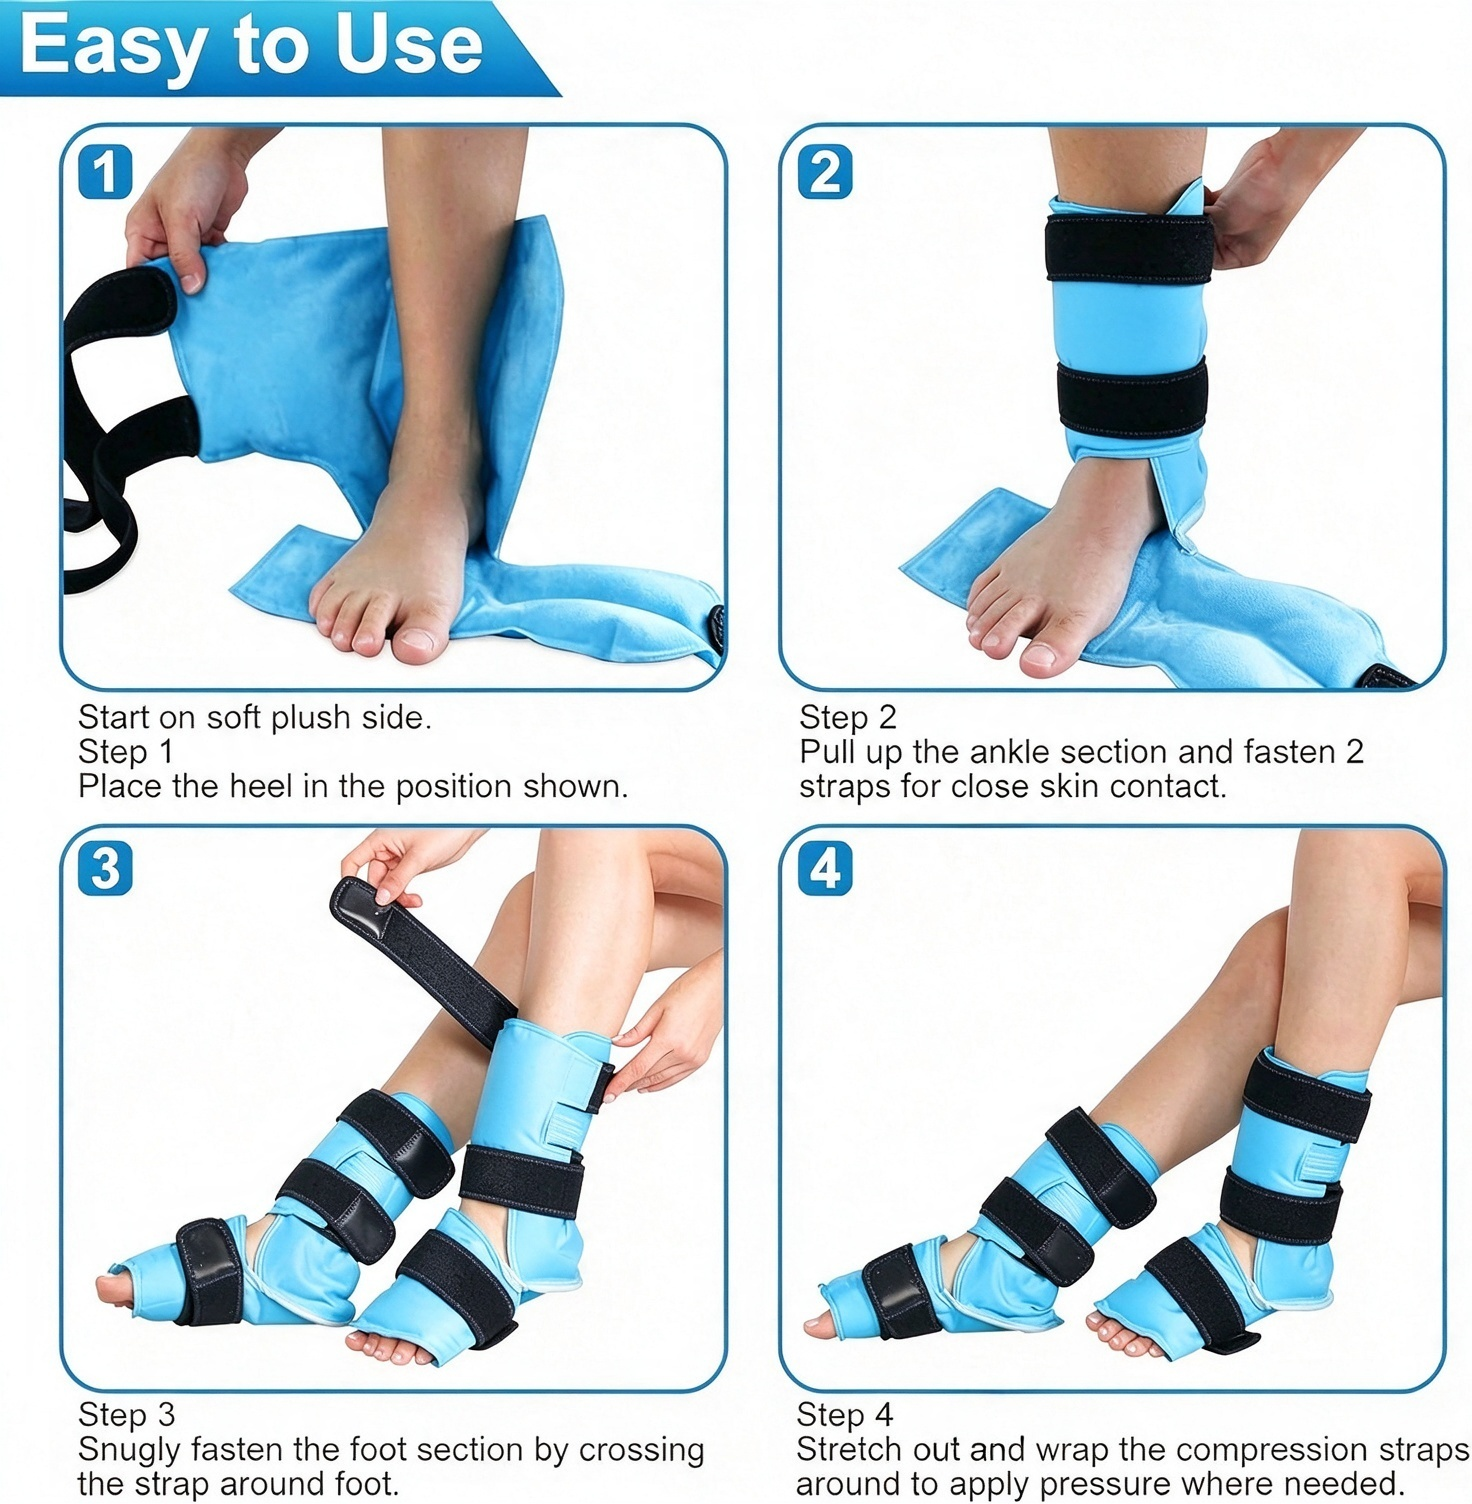 Easy to Use
1
2
Start on soft plush side.
Step 1
Place the heel in the position shown.
Step 2
Pull up the ankle section and fasten 2
straps for close skin contact.
3
4
Step 3
Snugly fasten the foot section by crossing
the strap around foot.
Step 4
Stretch out and wrap the compression straps
around to apply pressure where needed.